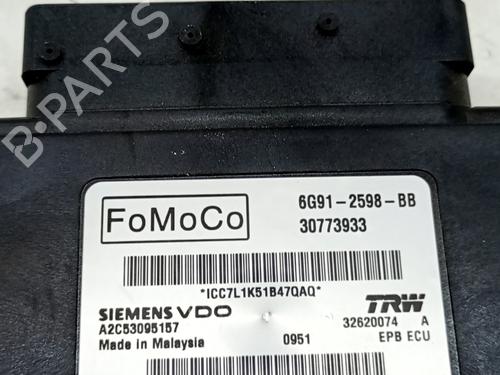 B-PARTS
FoMoCo
6G91-2598-BB
30773933
*ICC7L1K51B47QAQ*
SIEMENS VDO
TRW
A2C53095157
32620074 A
Made in Malaysia
0951
EPB ECU